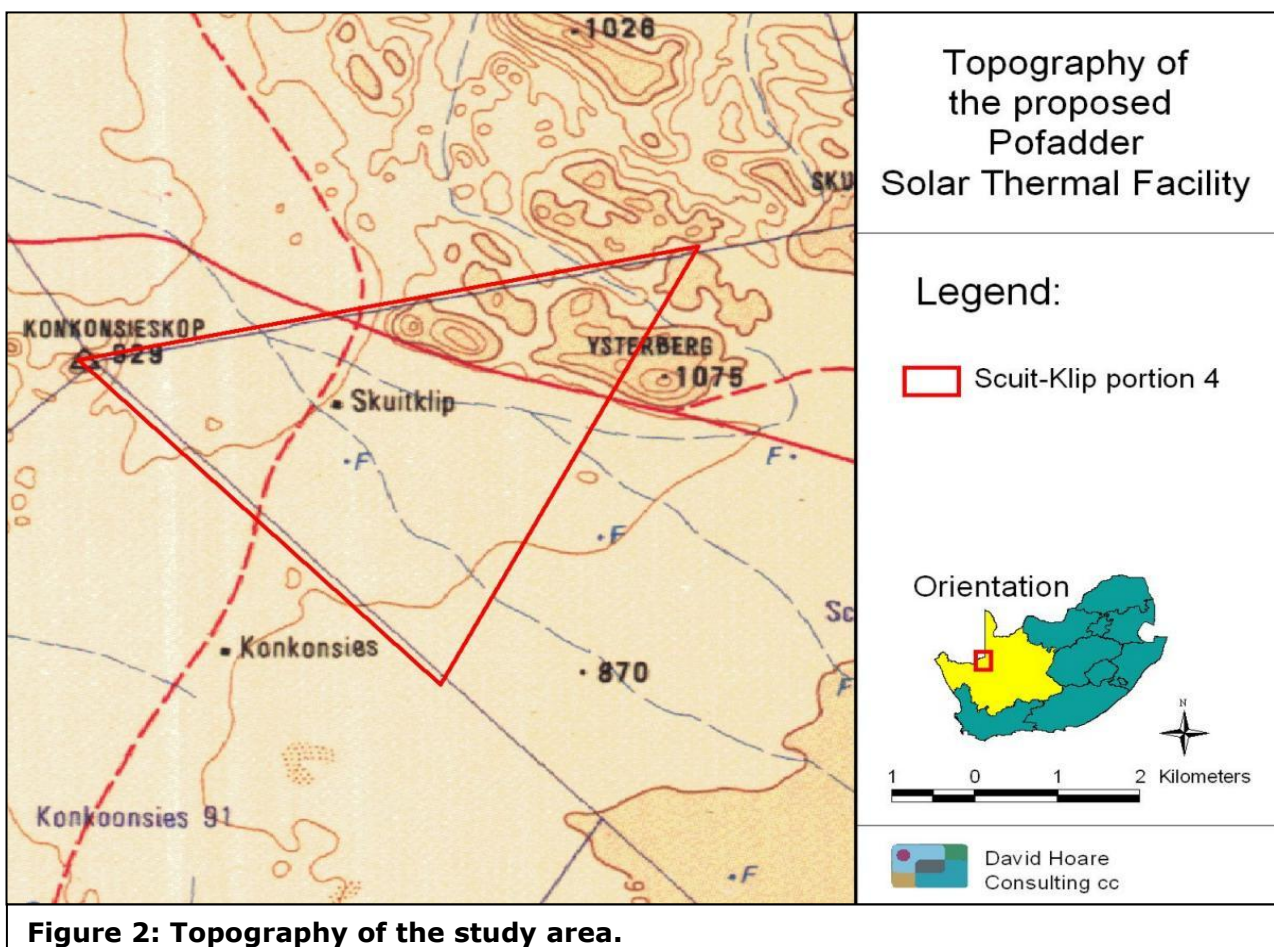 1026
SKU
KONKONSIESKOP
929
YSTERBERG
1075
Skuitklip
F
F
F
Sc
Konkonsies
870
F
Konkoonsies 91
F
Topography of
the proposed
Pofadder
Solar Thermal Facility
Legend:
Scuit-Klip portion 4
Orientation
N
1 0 1 2 Kilometers
David Hoare
Consulting cc
Figure 2: Topography of the study area.